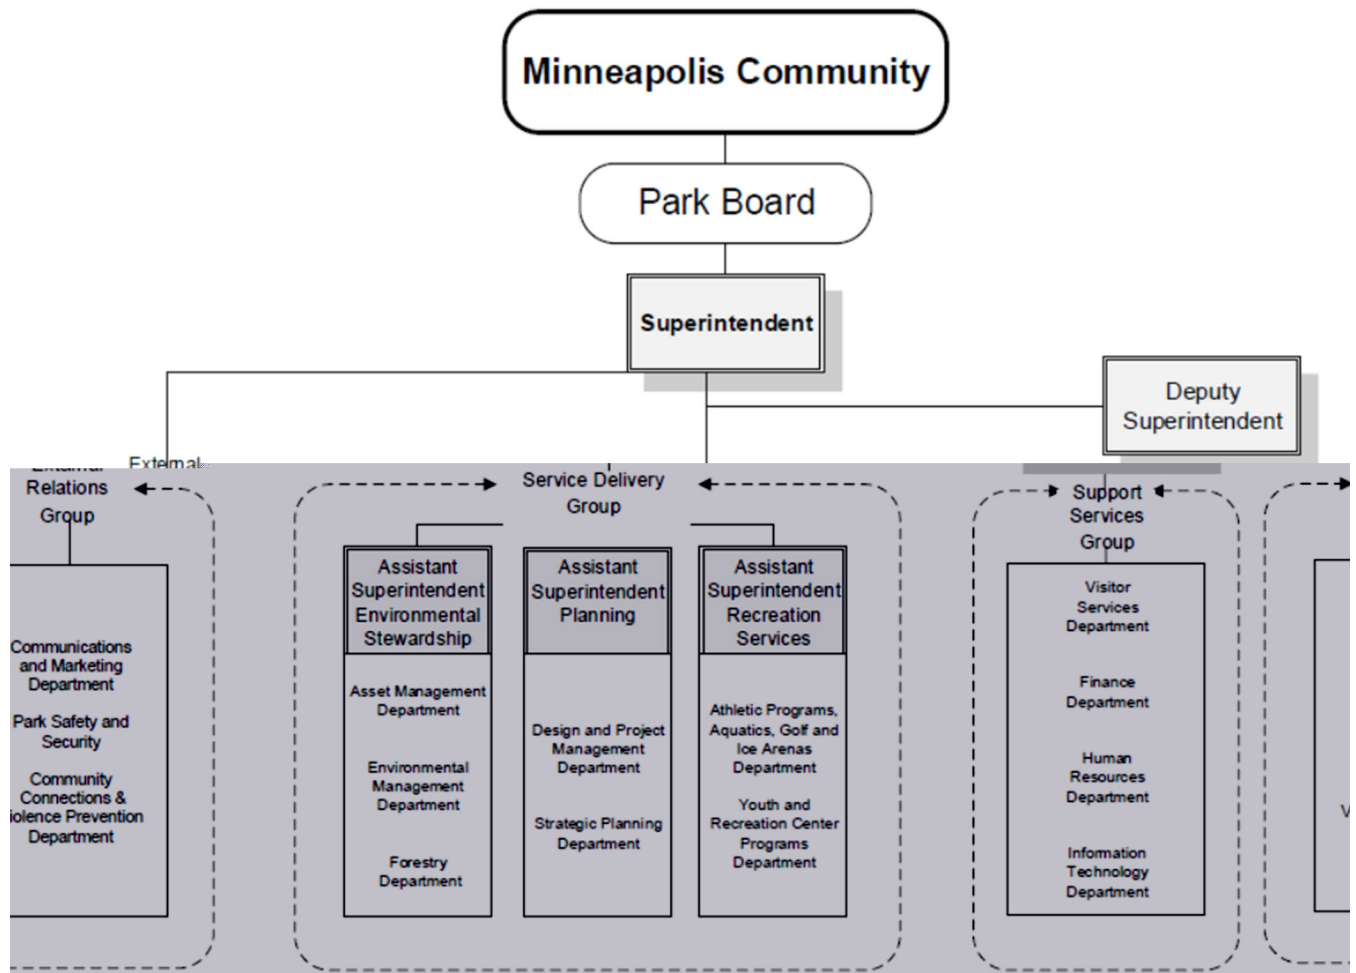 Minneapolis Community
Park Board
Superintendent
Deputy
Superintendent
External
External
Relations
Group
Communications
and Marketing
Department
Park Safety and
Security
Community
Connections &
iolence Prevention
Department
Service Delivery
Group
Assistant
Superintendent
Environmental
Stewardship
Asset Management
Department
Environmental
Management
Department
Forestry
Department
Assistant
Superintendent
Planning
Design and Project
Management
Department
Strategic Planning
Department
Assistant
Superintendent
Recreation
Services
Athletic Programs,
Aquatics, Golf and
Ice Arenas
Department
Youth and
Recreation Center
Programs
Department
Support
Services
Group
Visitor
Services
Department
Finance
Department
Human
Resources
Department
Information
Technology
Department
V